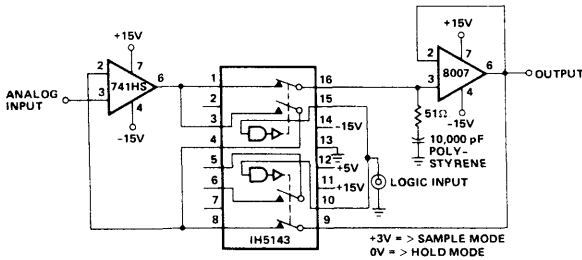 +15V
+15V
2
7
741HS
6
3
4
-15V
ANALOG
INPUT
1
2
3
4
5
6
7
8
16
15
14
-15V
13
12
+5V
11
+15V
10
9
IH5143
2
7
8007
6
3
4
-15V
OUTPUT
51Ω
10,000 pF
POLY-
STYRENE
LOGIC INPUT
+3V = > SAMPLE MODE
0V = > HOLD MODE